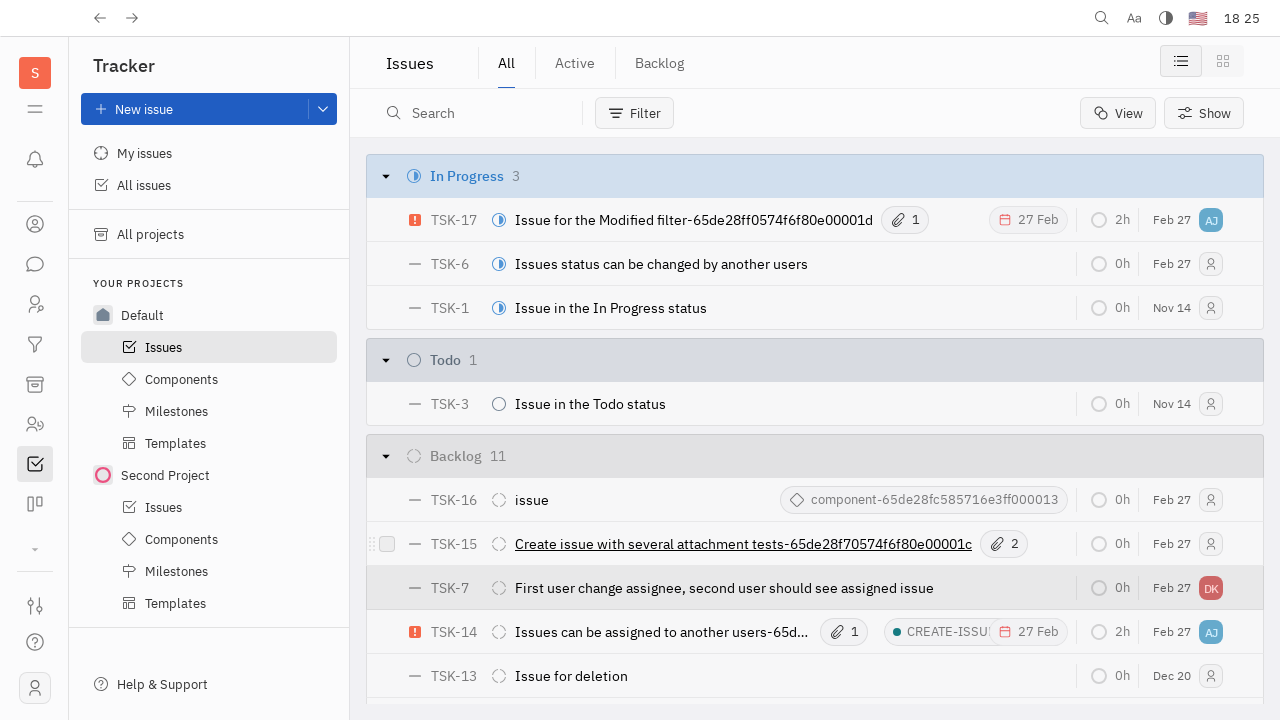 Aa
18 25
S
Tracker
New issue
My issues
All issues
All projects
YOUR PROJECTS
Default
Issues
Components
Milestones
Templates
Second Project
Issues
Components
Milestones
Templates
Help & Support
Issues
All
Active
Backlog
Search
Filter
View
Show
In Progress 3
TSK-17 Issue for the Modified filter-65de28ff0574f6f80e00001d 1 27 Feb 2h Feb 27 AJ
TSK-6 Issues status can be changed by another users 0h Feb 27
TSK-1 Issue in the In Progress status 0h Nov 14
Todo 1
TSK-3 Issue in the Todo status 0h Nov 14
Backlog 11
TSK-16 issue component-65de28fc585716e3ff000013 0h Feb 27
TSK-15 Create issue with several attachment tests-65de28f70574f6f80e00001c 2 0h Feb 27
TSK-7 First user change assignee, second user should see assigned issue 0h Feb 27 DK
TSK-14 Issues can be assigned to another users-65d... 1 CREATE-ISSU 27 Feb 2h Feb 27 AJ
TSK-13 Issue for deletion 0h Dec 20